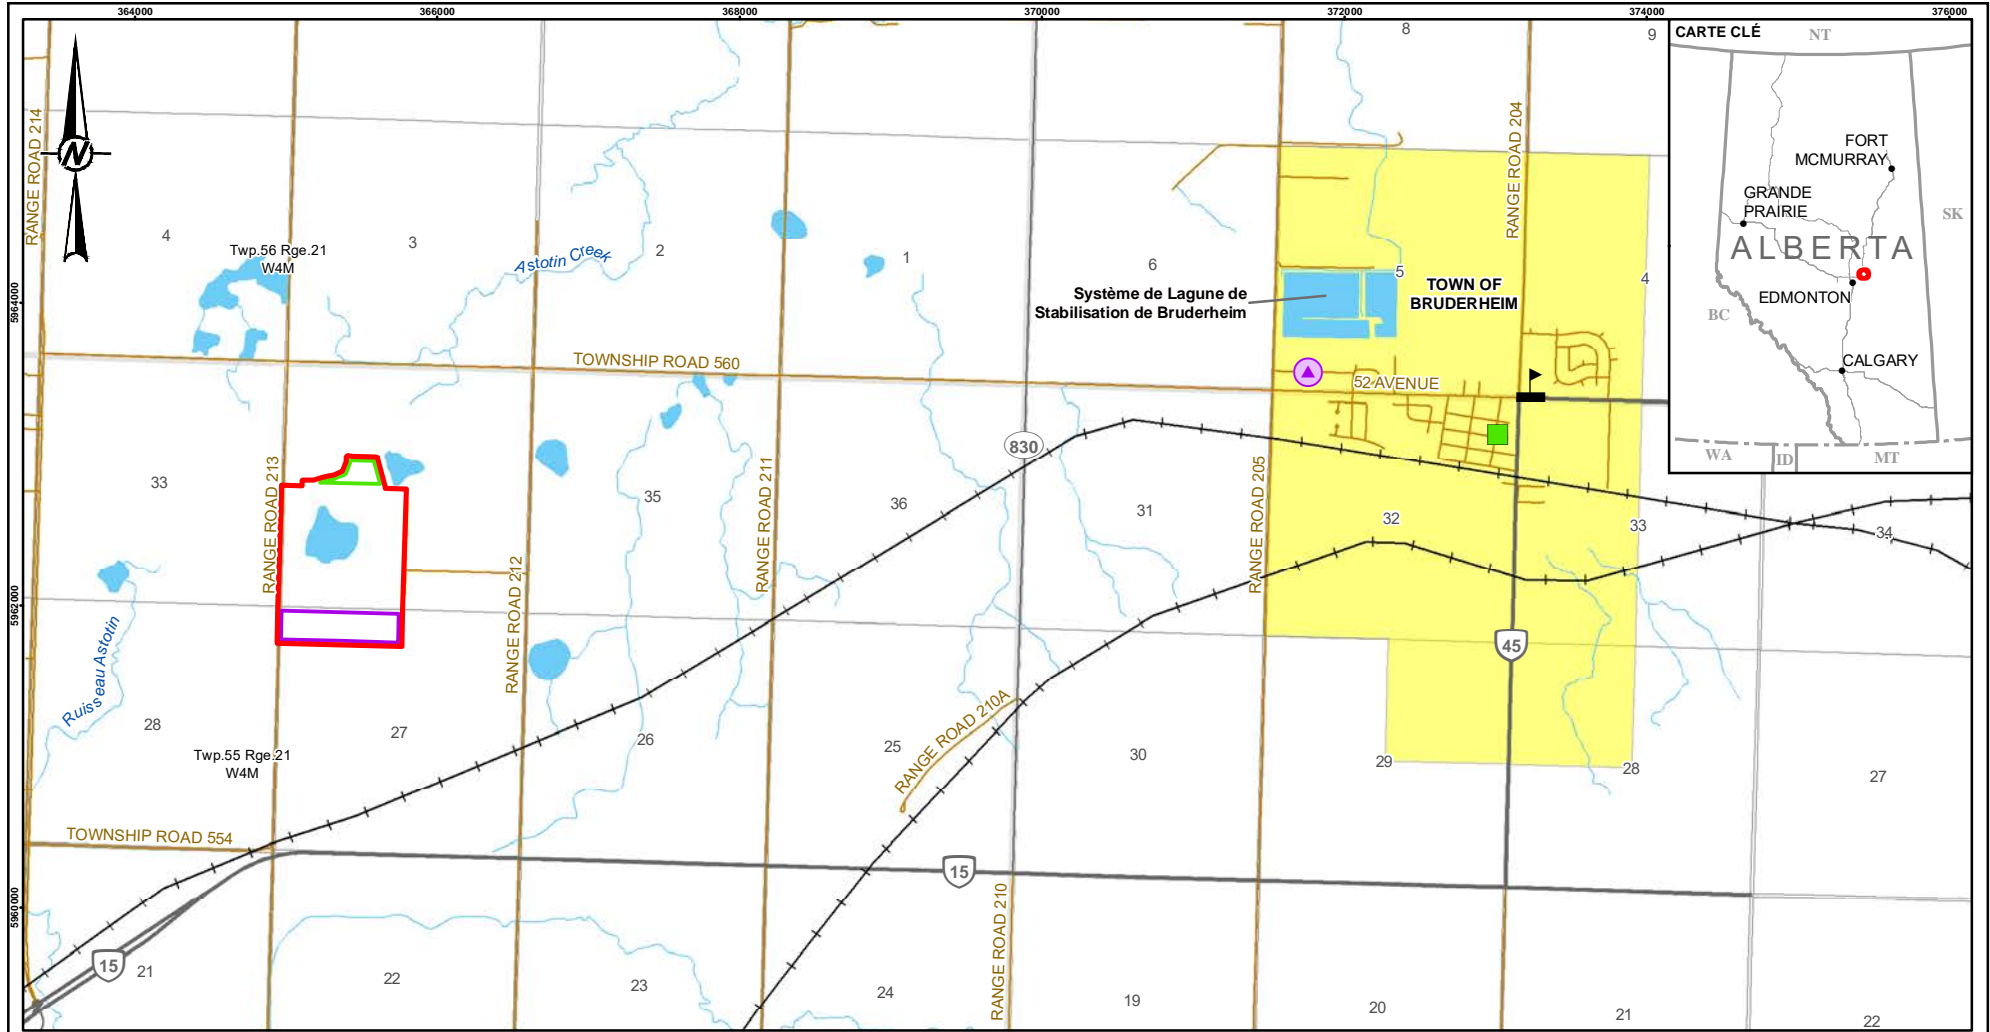 364000
366000
368000
370000
372000
374000
376000
8
9
CARTE CLÉ
NT
RANGE ROAD 214
RANGE ROAD 204
N
FORT
MCMURRAY
GRANDE
PRAIRIE
SK
ALBERTA
EDMONTON
BC
CALGARY
WA
ID
MT
4
3
2
1
6
5
4
Twp.56 Rge.21
W4M
Astotin Creek
Système de Lagune de
Stabilisation de Bruderheim
TOWN OF
BRUDERHEIM
5964000
TOWNSHIP ROAD 560
52 AVENUE
830
33
RANGE ROAD 213
35
RANGE ROAD 211
36
31
RANGE ROAD 205
32
33
34
5962000
RANGE ROAD 212
Ruisseau Astotin
45
28
27
26
25
RANGE ROAD 210A
30
29
28
27
Twp.55 Rge.21
W4M
TOWNSHIP ROAD 554
15
5960000
RANGE ROAD 210
15
21
22
23
24
19
20
21
22